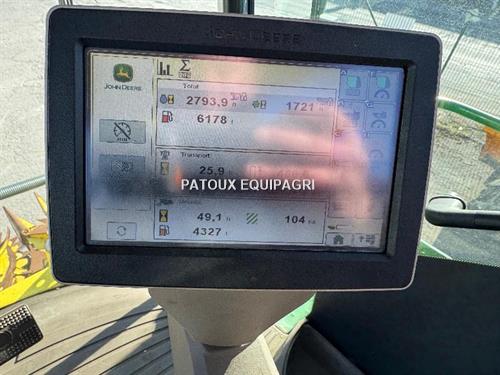 JOHN DEERE
Σ
JOHN DEERE
Total
2793,9 h 1721 h
6178 l
Transport
25,9 h
PATOUX EQUIPAGRI
49,1 h 104 ha
4327 l